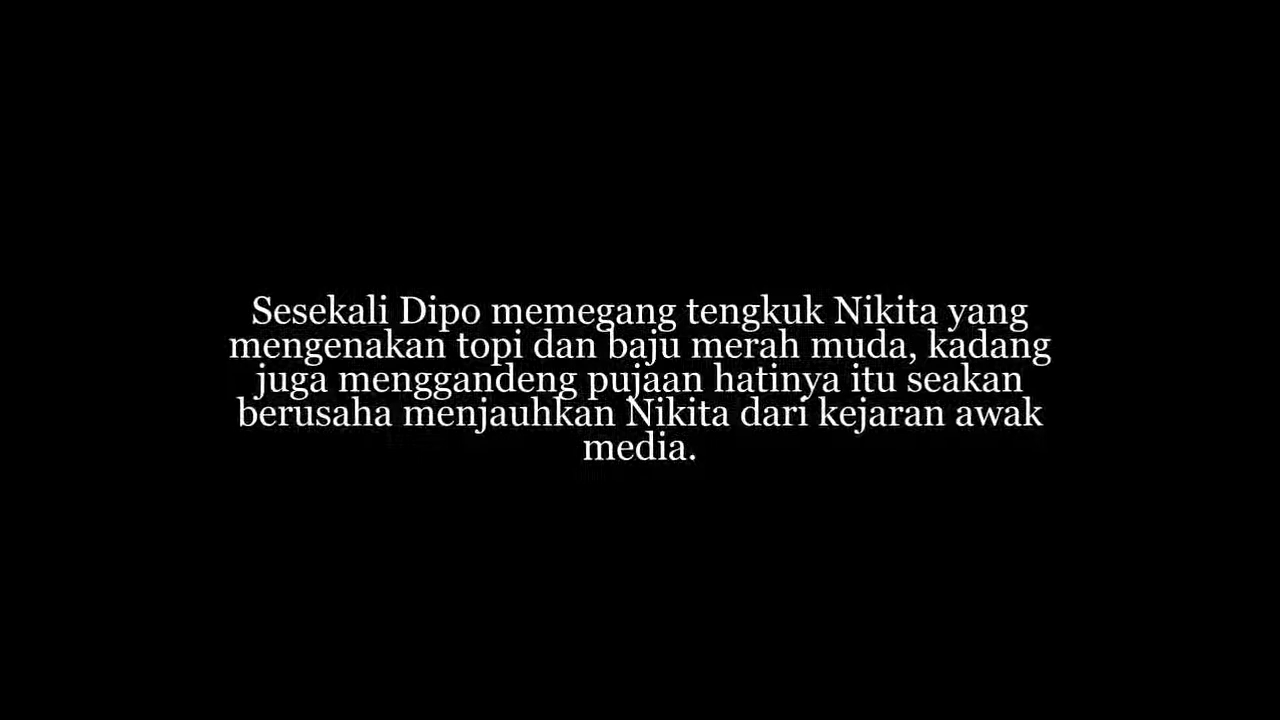 Sesekali Dipo memegang tengkuk Nikita yang
mengenakan topi dan baju merah muda, kadang
juga menggandeng pujaan hatinya itu seakan
berusaha menjauhkan Nikita dari kejaran awak
media.